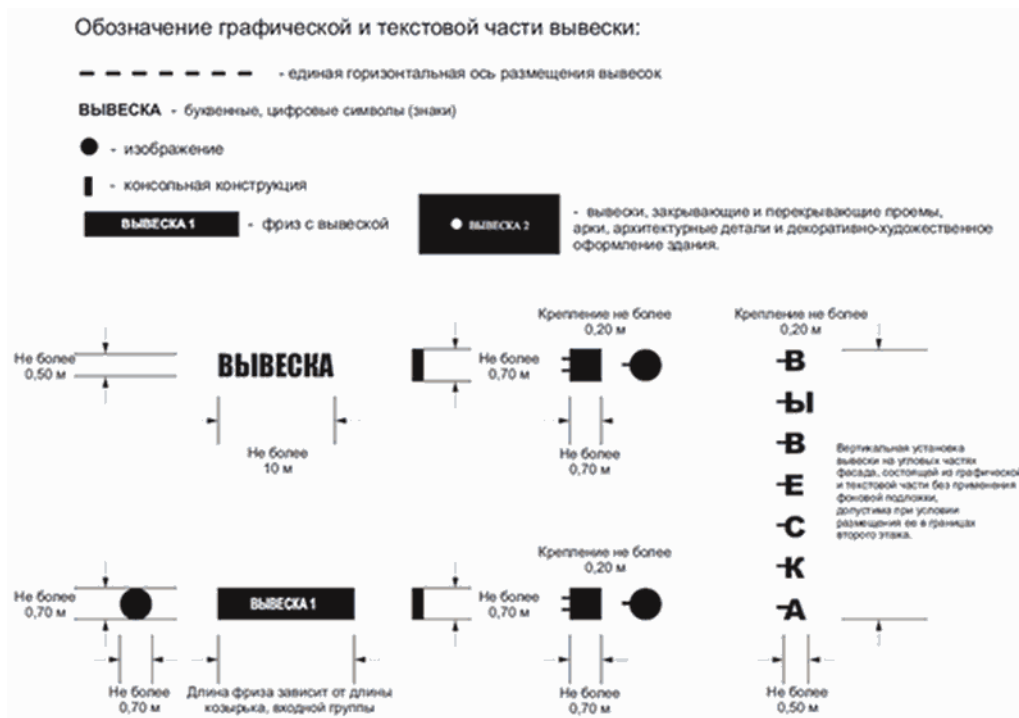 Обозначение графической и текстовой части вывески:
- единая горизонтальная ось размещения вывесок
ВЫВЕСКА - буквенные, цифровые символы (знаки)
- изображение
- консольная конструкция
ВЫВЕСКА 1 - фриз с вывеской
ВЫВЕСКА 2
- вывески, закрывающие и перекрывающие проемы,
арки, архитектурные детали и декоративно-художественное
оформление здания.
Не более
0,50 м
ВЫВЕСКА
Не более
10 м
Не более
0,70 м
Крепление не более
0,20 м
Не более
0,70 м
Крепление не более
0,20 м
В
Ы
В
Е
С
К
А
Вертикальная установка
вывески на угловых частях
фасада, состоящей из графической
и текстовой части без применения
фоновой подложки,
допустима при условии
размещения ее в границах
второго этажа.
Не более
0,70 м
Не более
0,70 м
ВЫВЕСКА 1
Длина фриза зависит от длины
козырька, входной группы
Не более
0,70 м
Крепление не более
0,20 м
Не более
0,70 м
Не более
0,50 м